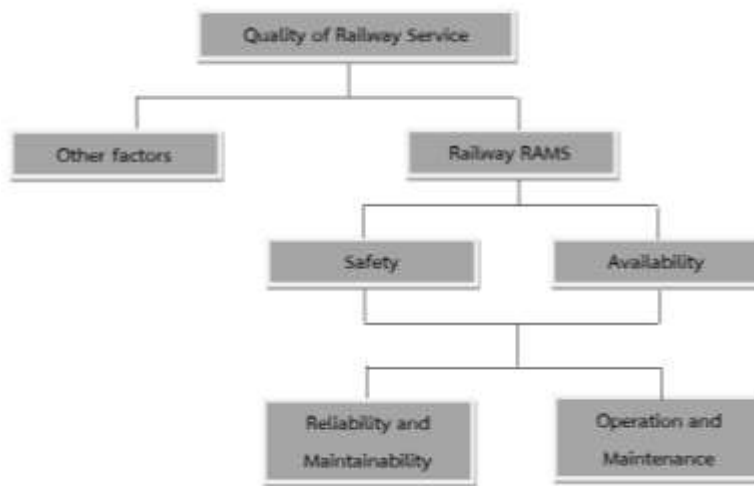 Quality of Railway Service
Other factors
Railway RAMS
Safety
Availability
Reliability and
Maintainability
Operation and
Maintenance